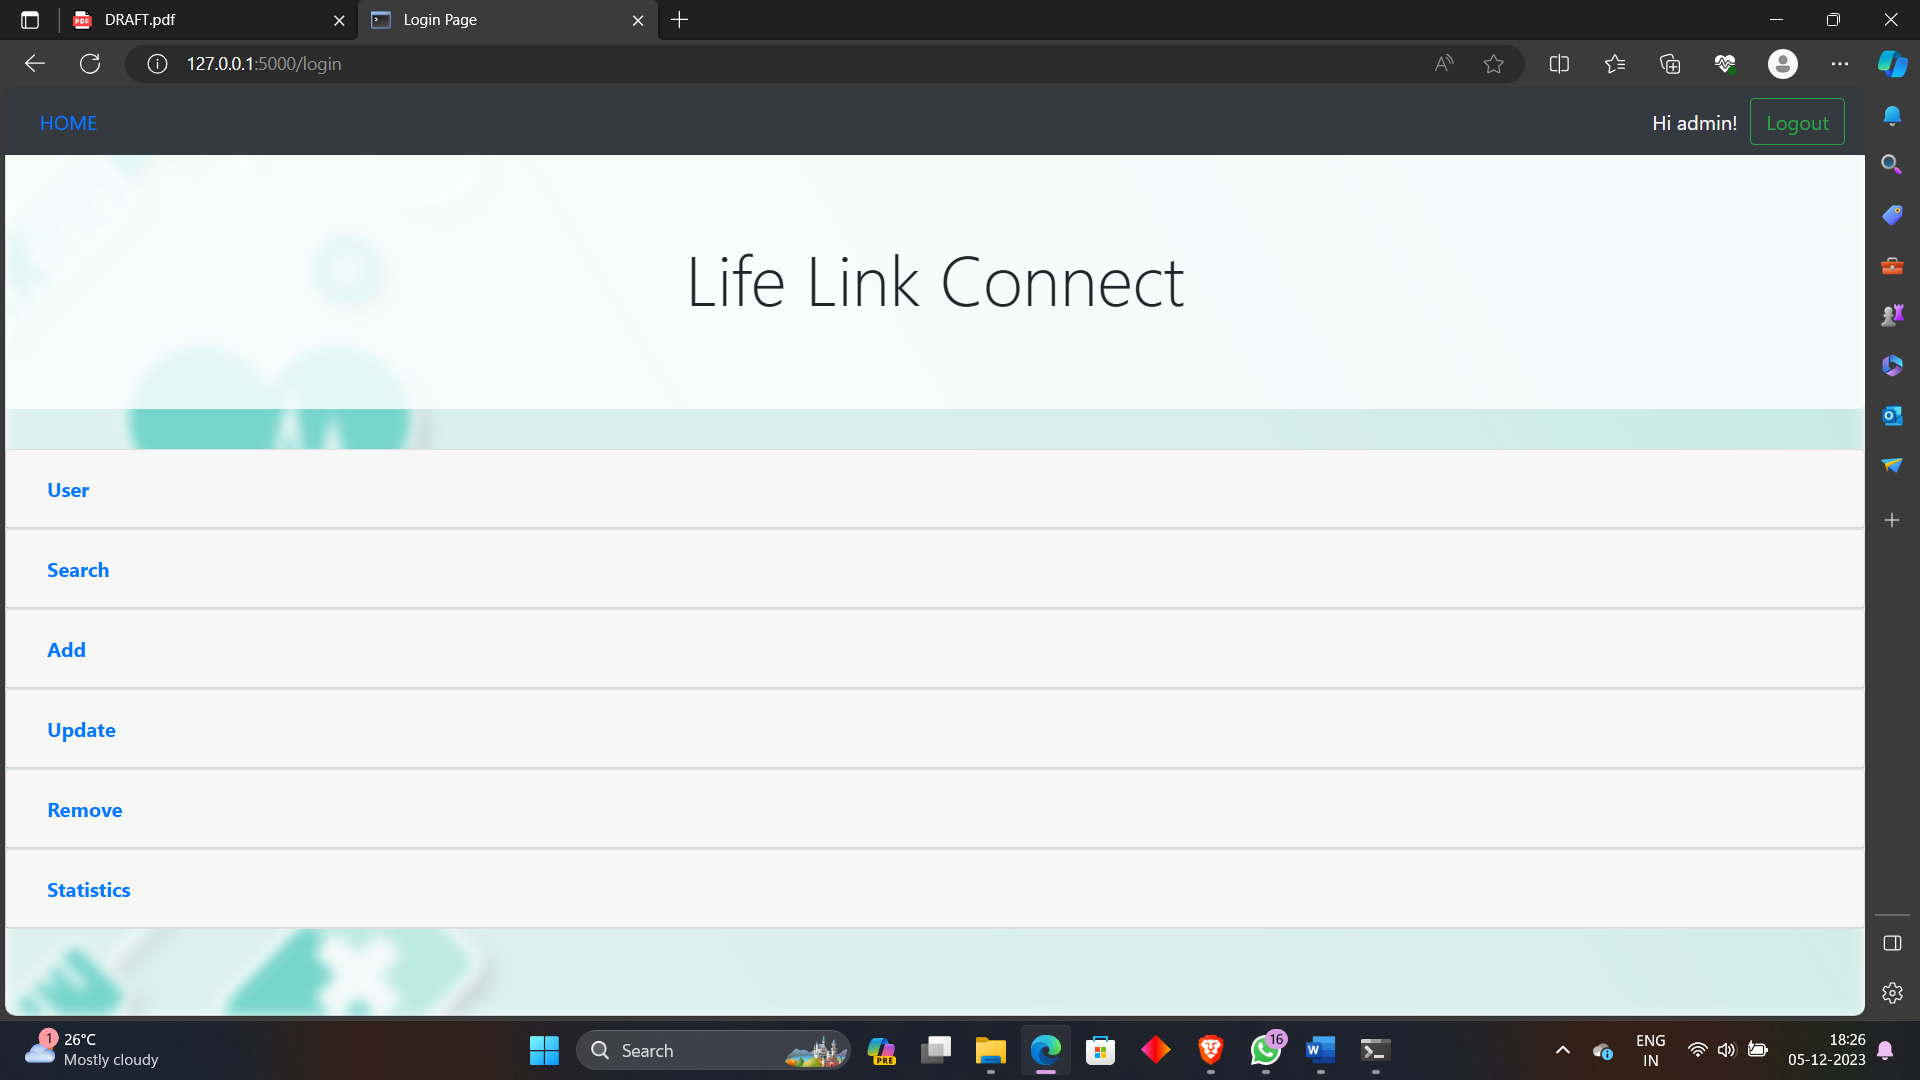 DRAFT.pdf
Login Page
127.0.0.1:5000/login
HOME
Hi admin!
Logout
Life Link Connect
User
Search
Add
Update
Remove
Statistics
1
26°C
Mostly cloudy
Search
PRE
16
ENG
IN
18:26
05-12-2023